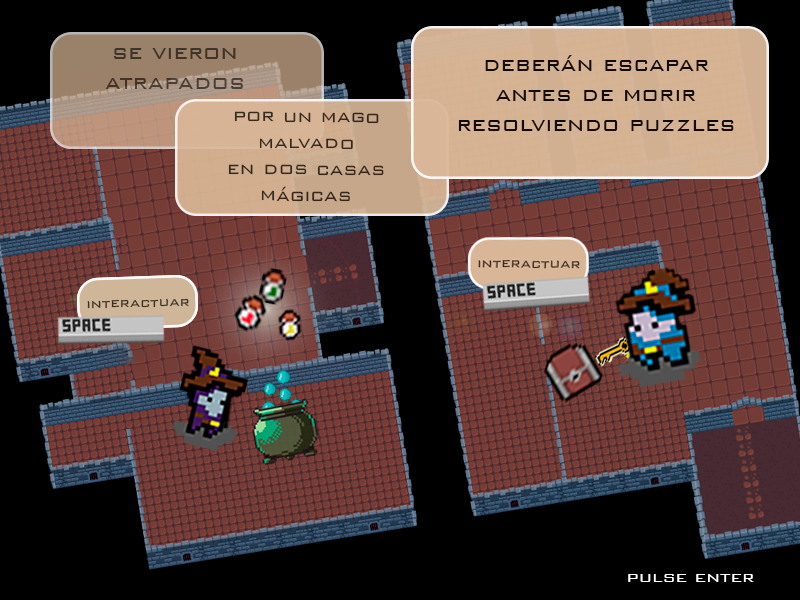 SE VIERON
ATRAPADOS
POR UN MAGO
MALVADO
EN DOS CASAS
MÁGICAS
DEBERÁN ESCAPAR
ANTES DE MORIR
RESOLVIENDO PUZZLES
INTERACTUAR
SPACE
INTERACTUAR
SPACE
PULSE ENTER